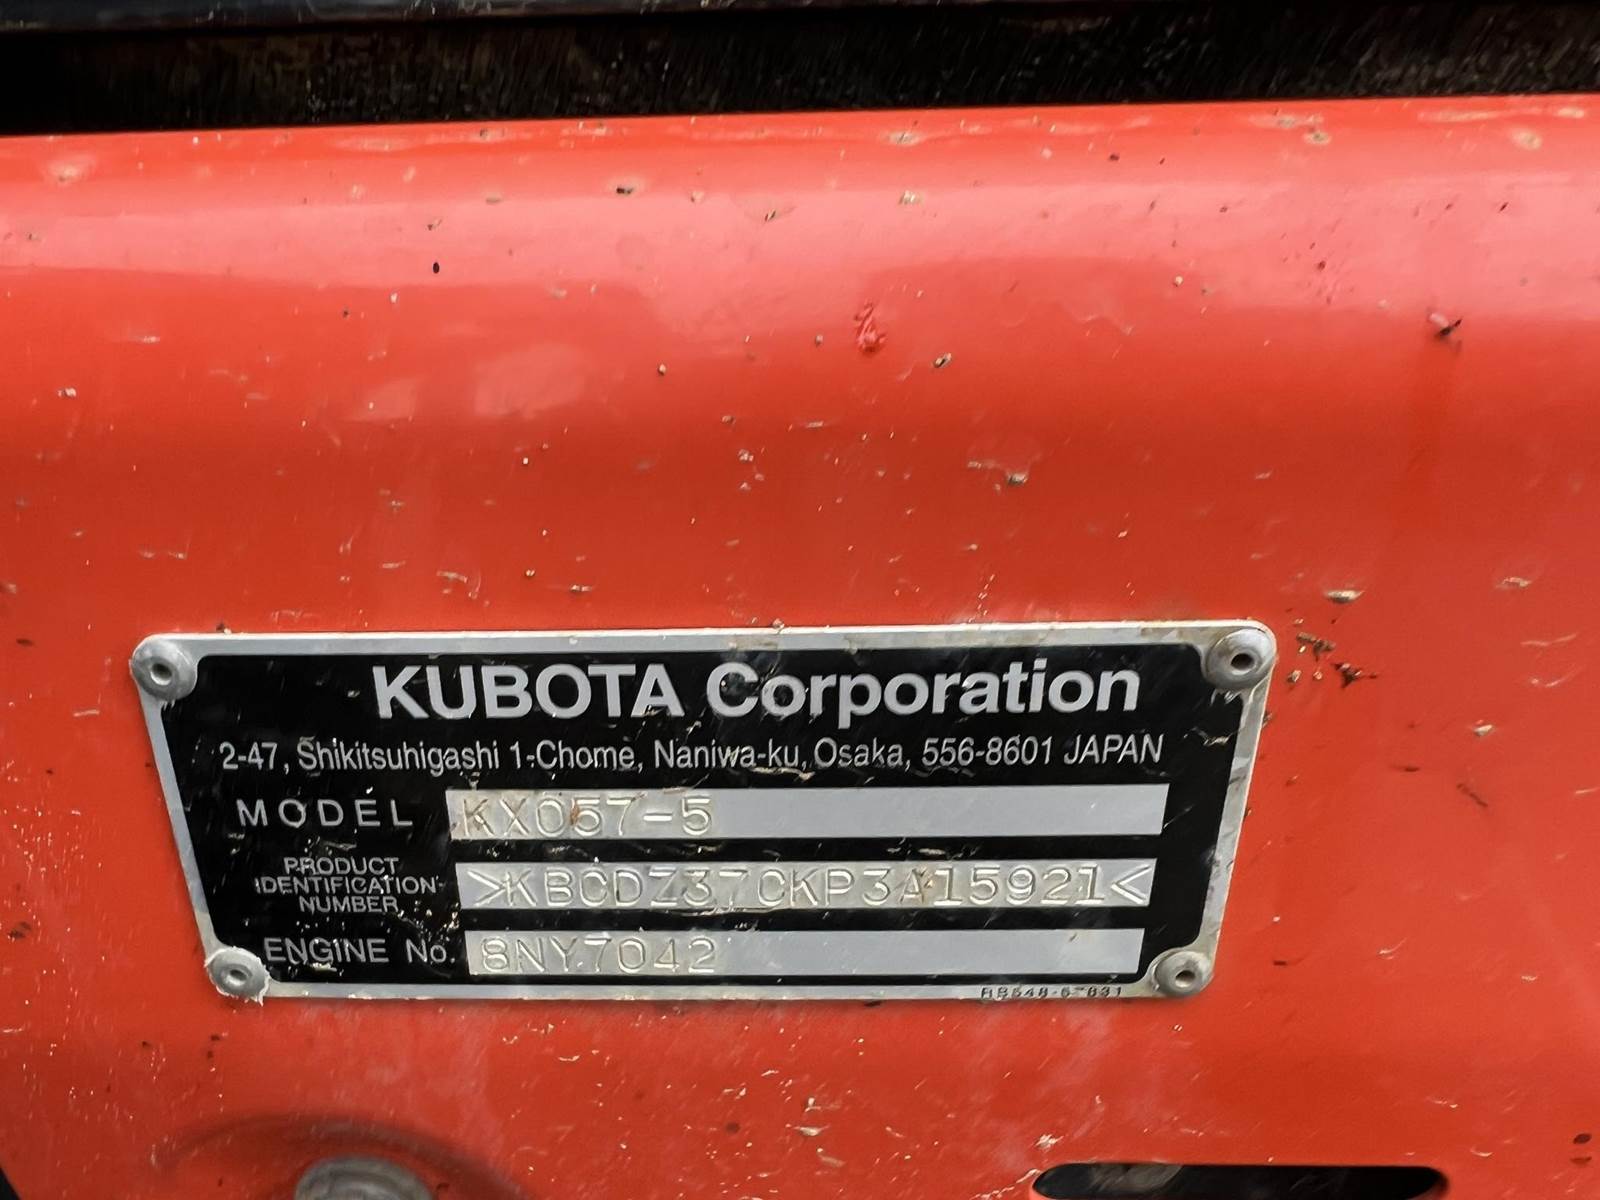 KUBOTA Corporation
2-47, Shikitsuhigashi 1-Chome, Naniwa-ku, Osaka, 556-8601 JAPAN
MODEL KX057-5
PRODUCT
IDENTIFICATION
NUMBER >KBCDZ37CKP3A15921<
ENGINE No. 8NY7042